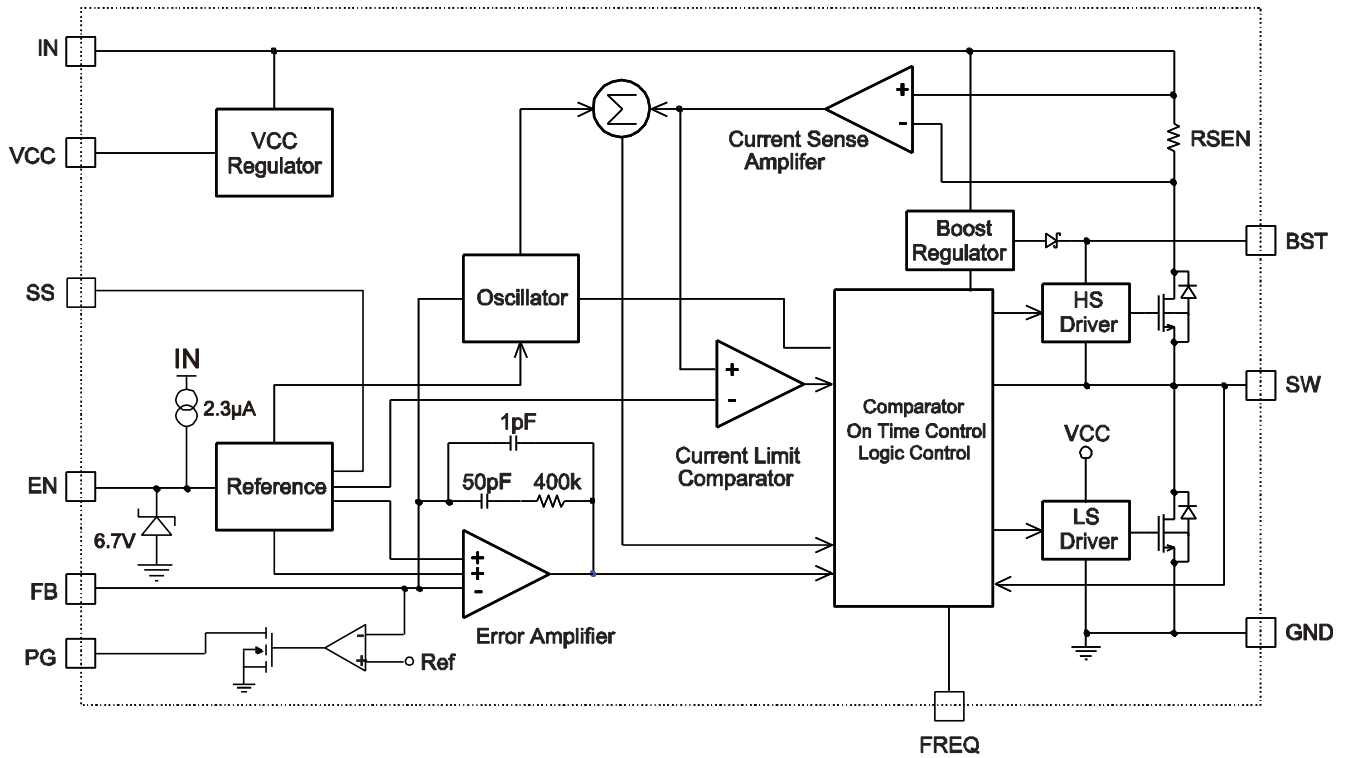 IN
VCC
Regulator
VCC
Σ
+
-
Current Sense
Amplifer
RSEN
Boost
Regulator
BST
SS
Oscillator
HS
Driver
IN
2.3µA
+
-
SW
Comparator
On Time Control
Logic Control
1pF
Current Limit
Comparator
VCC
50pF
400k
EN
Reference
LS
Driver
6.7V
+
+
-
FB
Error Amplifier
GND
-
+
Ref
PG
FREQ